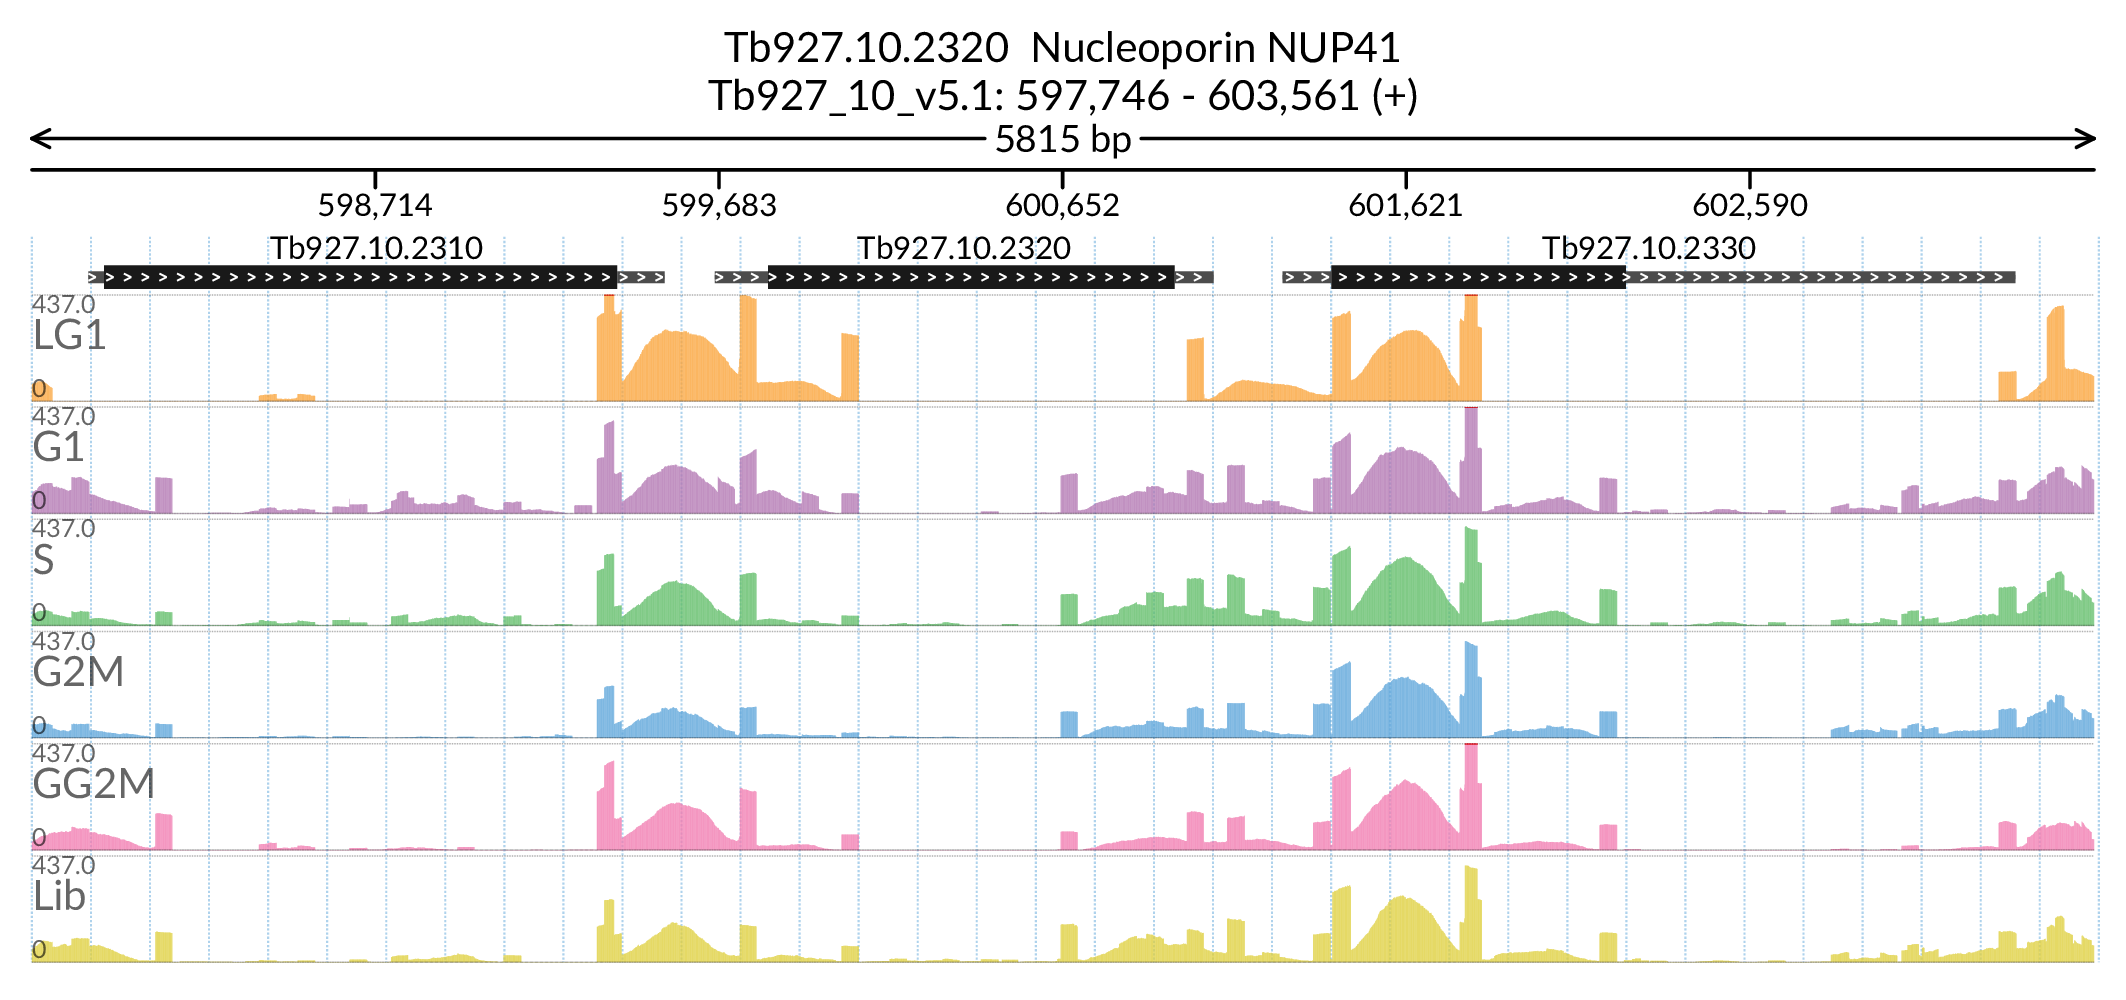 Tb927.10.2320 Nucleoporin NUP41
Tb927_10_v5.1: 597,746 - 603,561 (+)
5815 bp
598,714 599,683 600,652 601,621 602,590
Tb927.10.2310 Tb927.10.2320 Tb927.10.2330
437.0
LG1
0
437.0
G1
0
437.0
S
0
437.0
G2M
0
437.0
GG2M
0
437.0
Lib
0